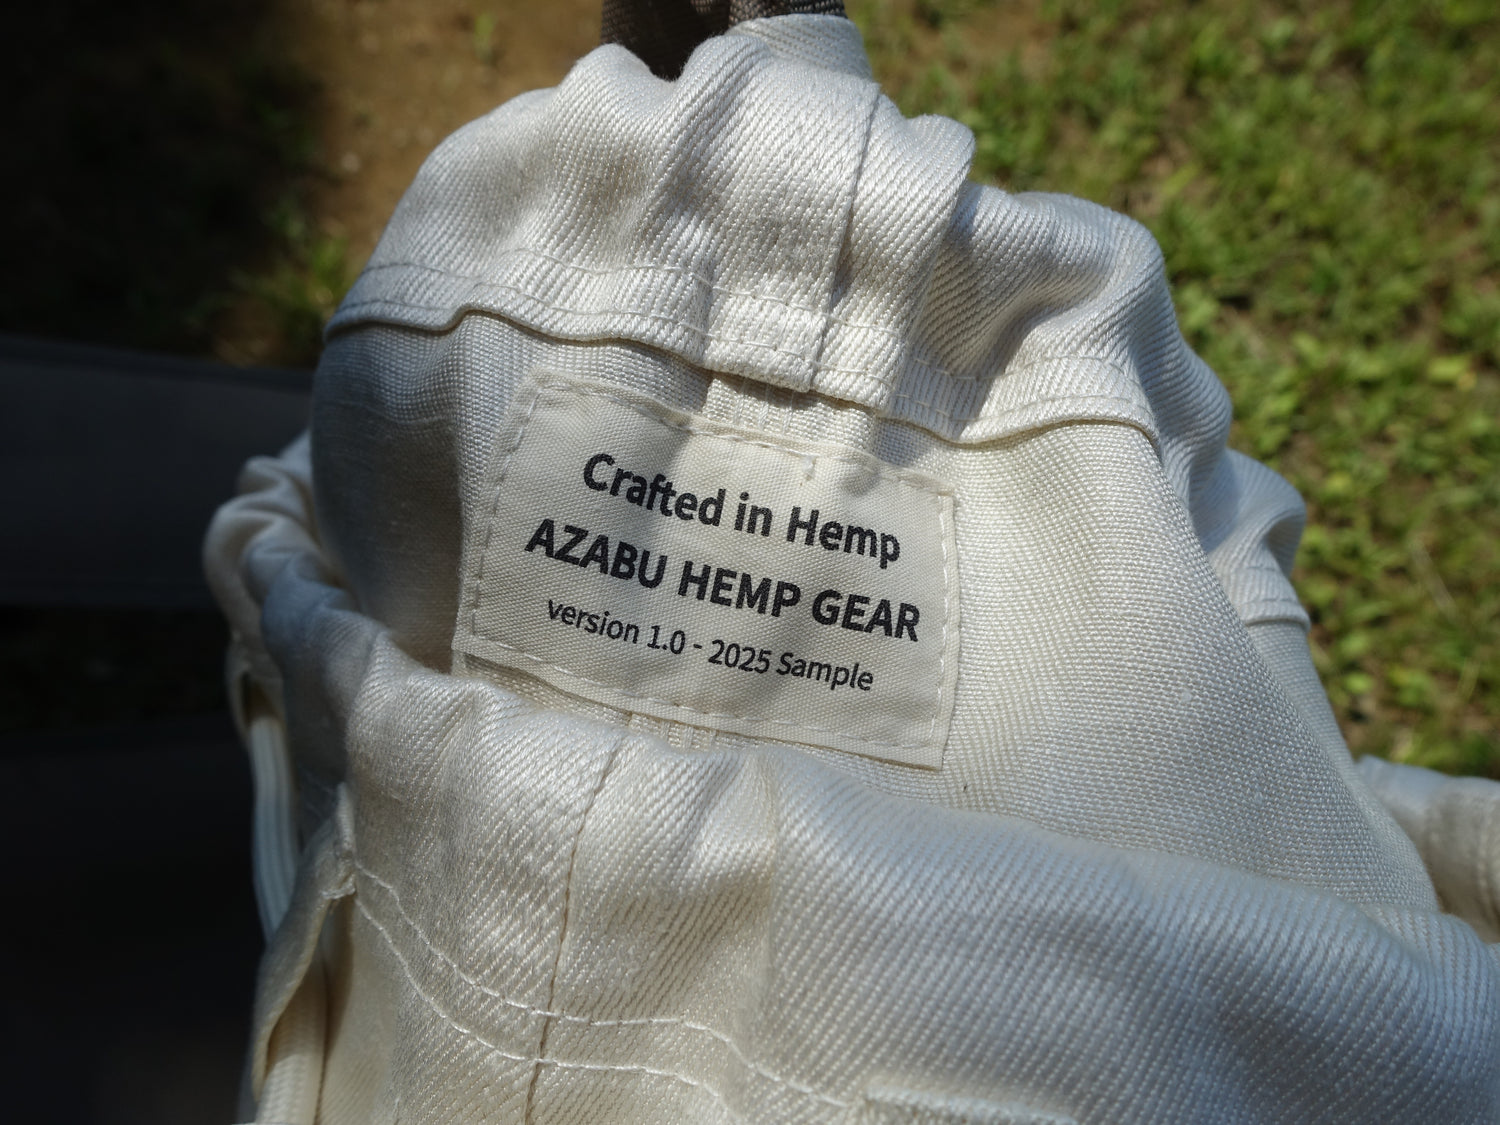 Crafted in Hemp
AZABU HEMP GEAR
version 1.0 - 2025 Sample